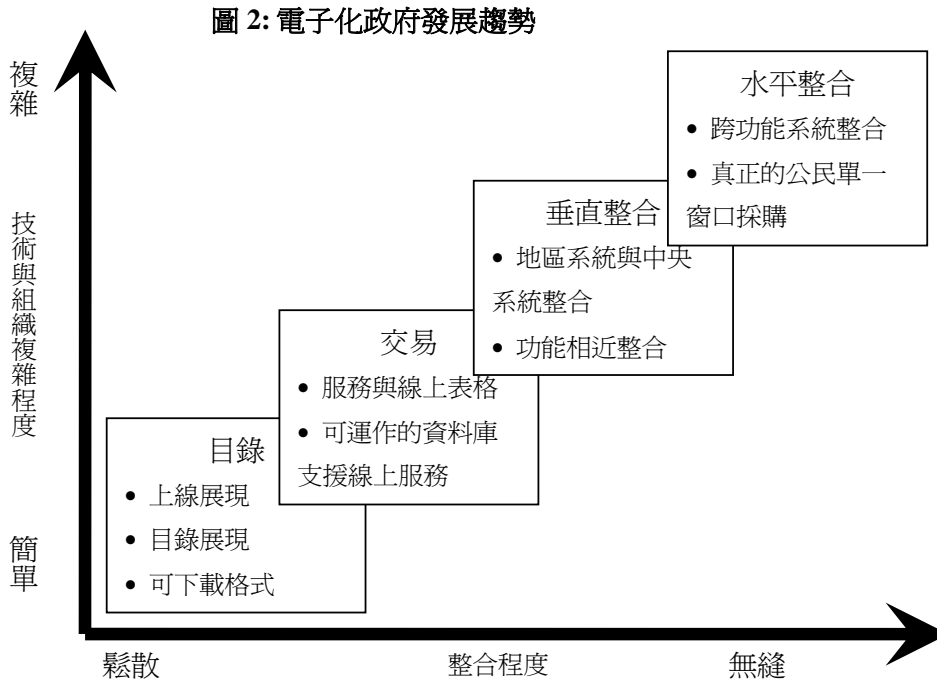 圖 2: 電子化政府發展趨勢
複雜
技術與組織複雜程度
簡單
水平整合
• 跨功能系統整合
• 真正的公民單一
窗口採購
垂直整合
• 地區系統與中央
系統整合
• 功能相近整合
交易
• 服務與線上表格
• 可運作的資料庫
支援線上服務
目錄
• 上線展現
• 目錄展現
• 可下載格式
鬆散
整合程度
無縫